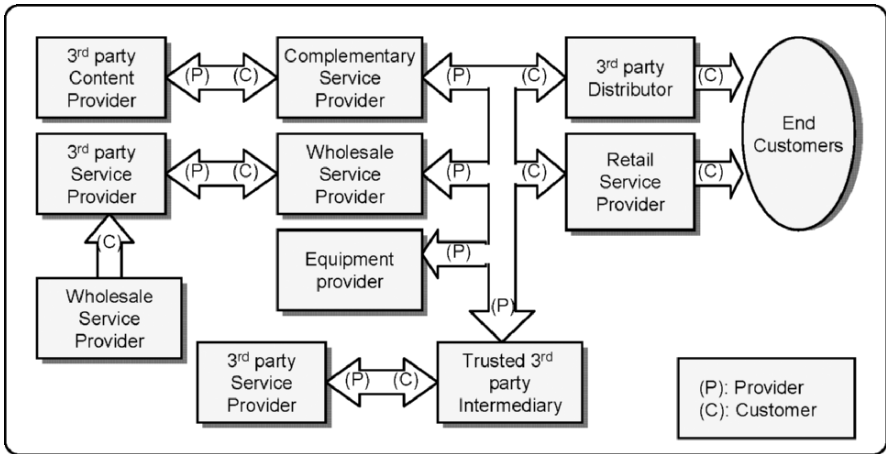 3rd party
Content
Provider
(P)
(C)
Complementary
Service
Provider
(P)
(C)
3rd party
Distributor
(C)
End
Customers
3rd party
Service
Provider
(P)
(C)
Wholesale
Service
Provider
(P)
(C)
Retail
Service
Provider
(C)
(C)
Equipment
provider
(P)
Wholesale
Service
Provider
(P)
3rd party
Service
Provider
(P)
(C)
Trusted 3rd
party
Intermediary
(P): Provider
(C): Customer